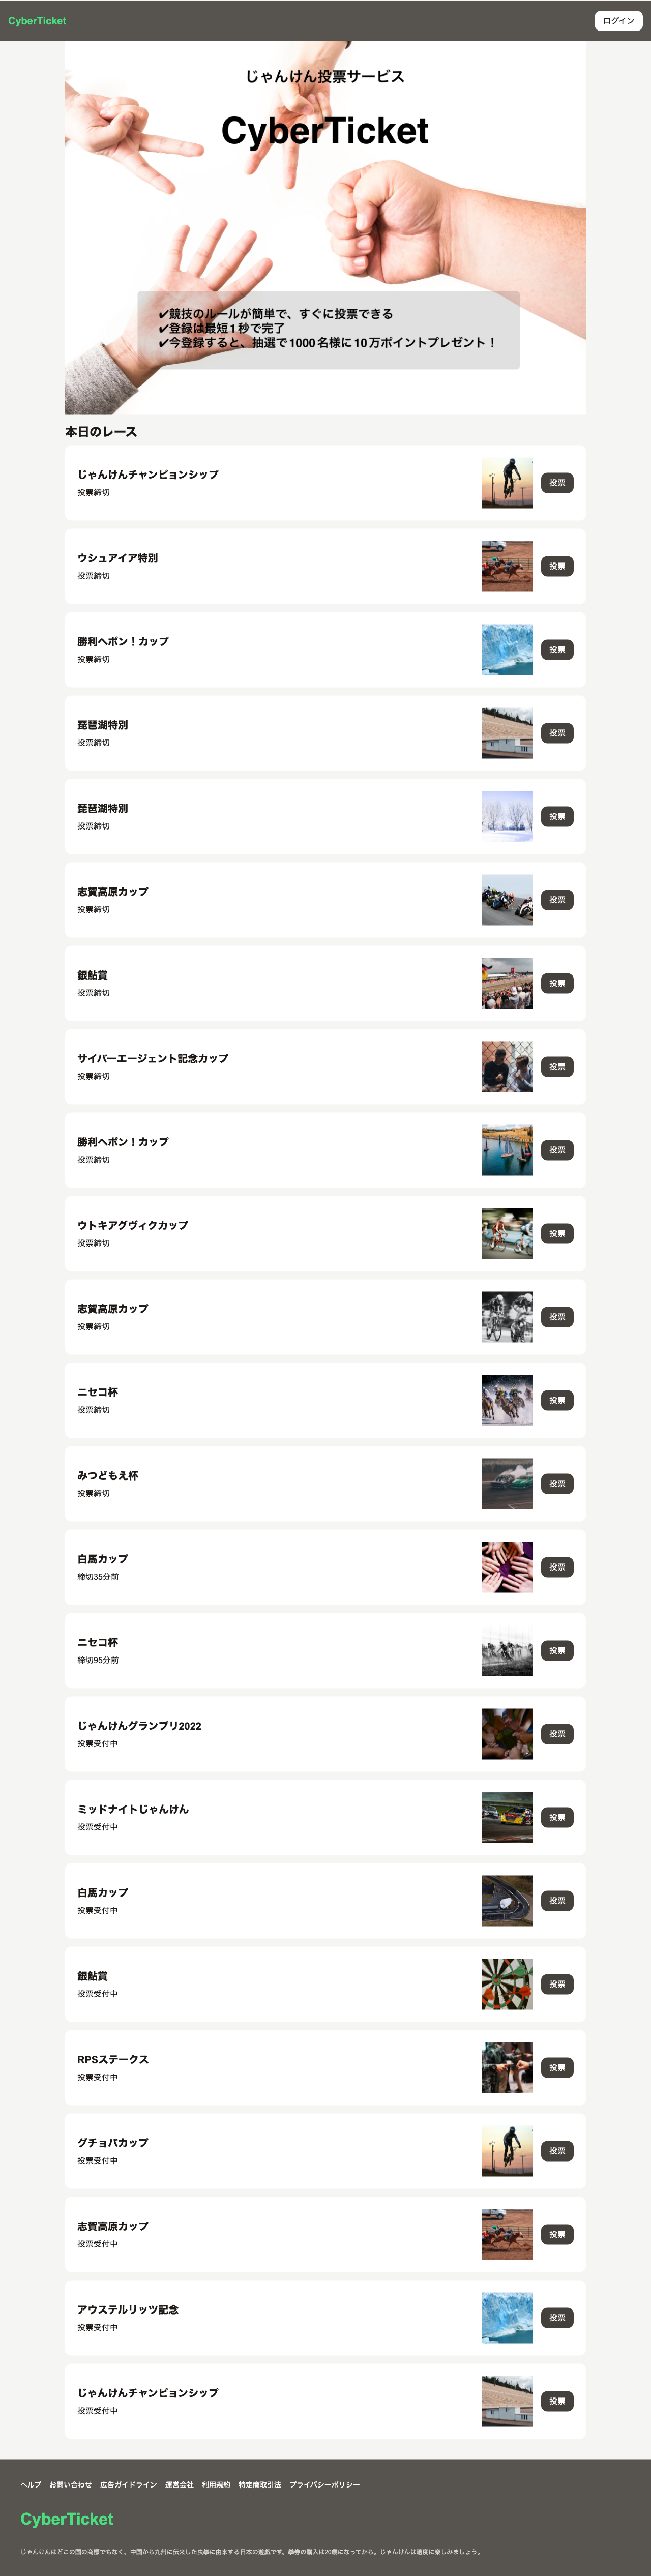 CyberTicket
ログイン
じゃんけん投票サービス
CyberTicket
✔競技のルールが簡単で、すぐに投票できる
✔登録は最短1秒で完了
✔今登録すると、抽選で1000名様に10万ポイントプレゼント！
本日のレース
じゃんけんチャンピョンシップ
投票締切
投票
ウシュアイア特別
投票締切
投票
勝利へポン！カップ
投票締切
投票
琵琶湖特別
投票締切
投票
琵琶湖特別
投票締切
投票
志賀高原カップ
投票締切
投票
銀鮎賞
投票締切
投票
サイバーエージェント記念カップ
投票締切
投票
勝利へポン！カップ
投票締切
投票
ウトキアグヴィクカップ
投票締切
投票
志賀高原カップ
投票締切
投票
ニセコ杯
投票締切
投票
みつどもえ杯
投票締切
投票
白馬カップ
締切35分前
投票
ニセコ杯
締切95分前
投票
じゃんけんグランプリ2022
投票受付中
投票
ミッドナイトじゃんけん
投票受付中
投票
白馬カップ
投票受付中
投票
銀鮎賞
投票受付中
投票
RPSステークス
投票受付中
投票
グチョパカップ
投票受付中
投票
志賀高原カップ
投票受付中
投票
アウステルリッツ記念
投票受付中
投票
じゃんけんチャンピョンシップ
投票受付中
投票
ヘルプ お問い合わせ 広告ガイドライン 運営会社 利用規約 特定商取引法 プライバシーポリシー
CyberTicket
じゃんけんはどこの国の商標でもなく、中国から九州に伝来した虫拳に由来する日本の遊戯です。拳券の購入は20歳になってから。じゃんけんは適度に楽しみましょう。